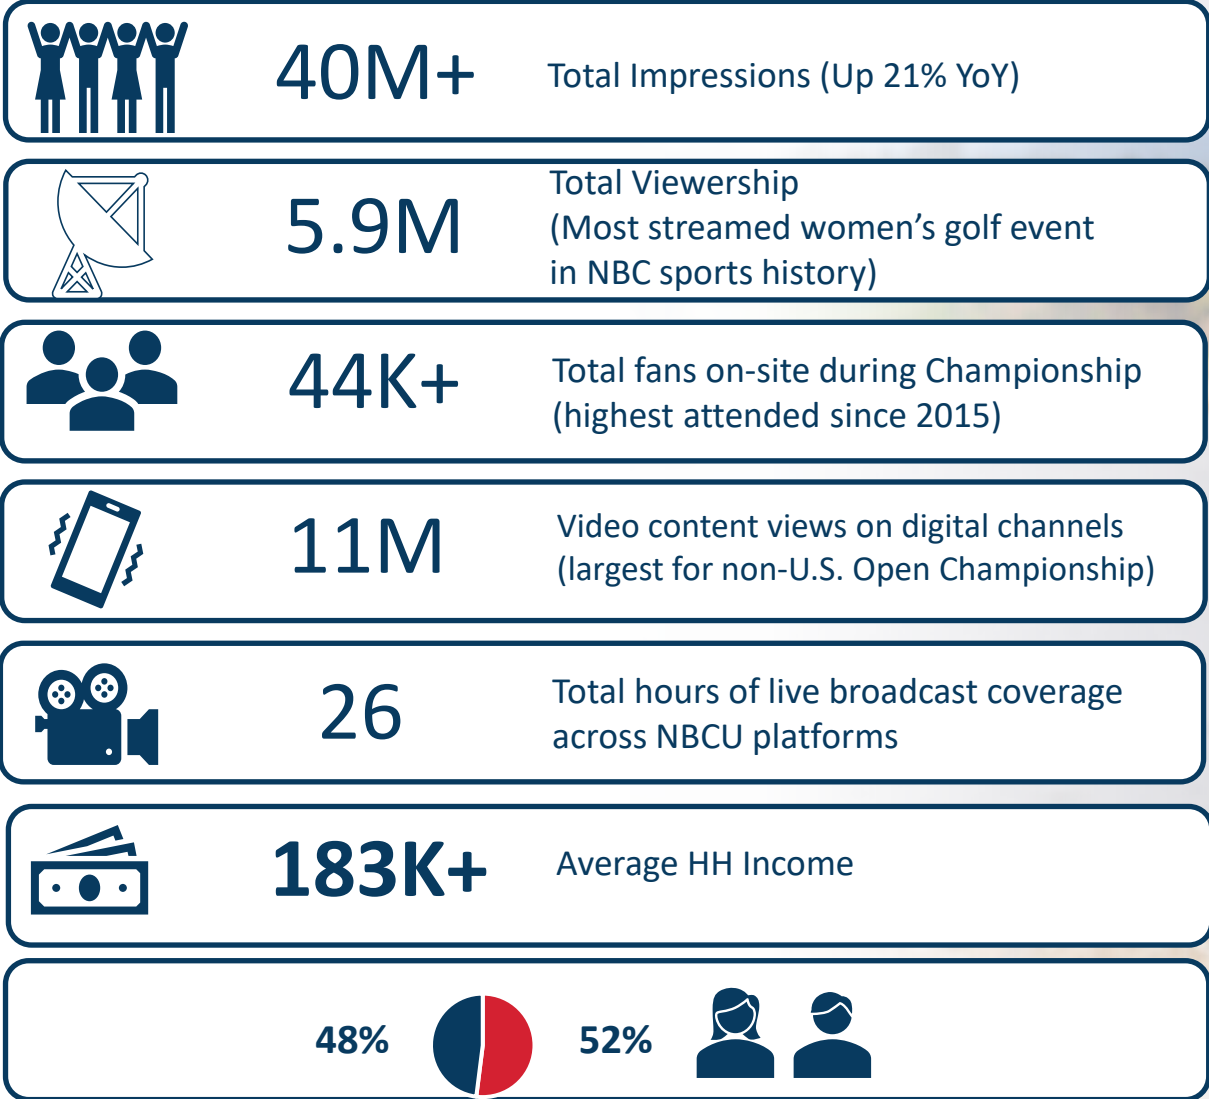 40M+
Total Impressions (Up 21% YoY)
5.9M
Total Viewership
(Most streamed women's golf event
in NBC sports history)
44K+
Total fans on-site during Championship
(highest attended since 2015)
11M
Video content views on digital channels
(largest for non-U.S. Open Championship)
26
Total hours of live broadcast coverage
across NBCU platforms
183K+
Average HH Income
48%
52%